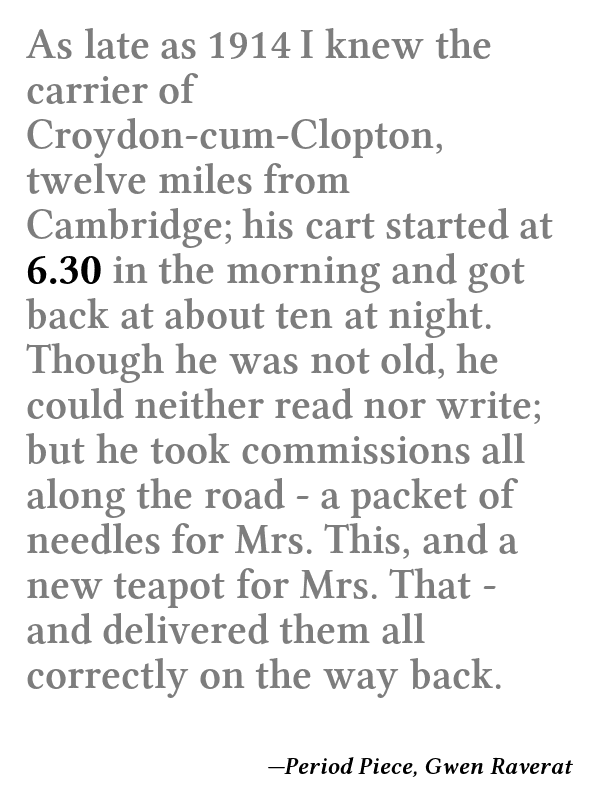 As late as 1914 I knew the
carrier of
Croydon-cum-Clopton,
twelve miles from
Cambridge; his cart started at
6.30 in the morning and got
back at about ten at night.
Though he was not old, he
could neither read nor write;
but he took commissions all
along the road - a packet of
needles for Mrs. This, and a
new teapot for Mrs. That -
and delivered them all
correctly on the way back.
—Period Piece, Gwen Raverat